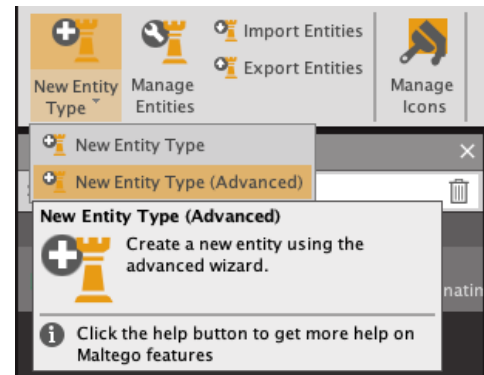 New Entity
Type
Manage
Entities
Import Entities
Export Entities
Manage
Icons
New Entity Type
New Entity Type (Advanced)
New Entity Type (Advanced)
Create a new entity using the
advanced wizard.
Click the help button to get more help on
Maltego features